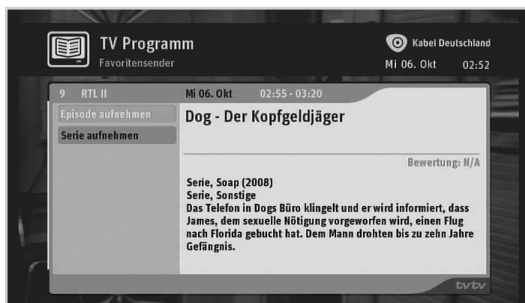 TV Programm
Favoritensender
Kabel Deutschland
Mi 06. Okt 02:52
9 RTL II
Mi 06. Okt 02:55 - 03:20
Episode aufnehmen
Serie aufnehmen
Dog - Der Kopfgeldjäger
Bewertung: N/A
Serie, Soap (2008)
Serie, Sonstige
Das Telefon in Dogs Büro klingelt und er wird informiert, dass
James, dem sexuelle Nötigung vorgeworfen wird, einen Flug
nach Florida gebucht hat. Dem Mann drohten bis zu zehn Jahre
Gefängnis.
tvtv